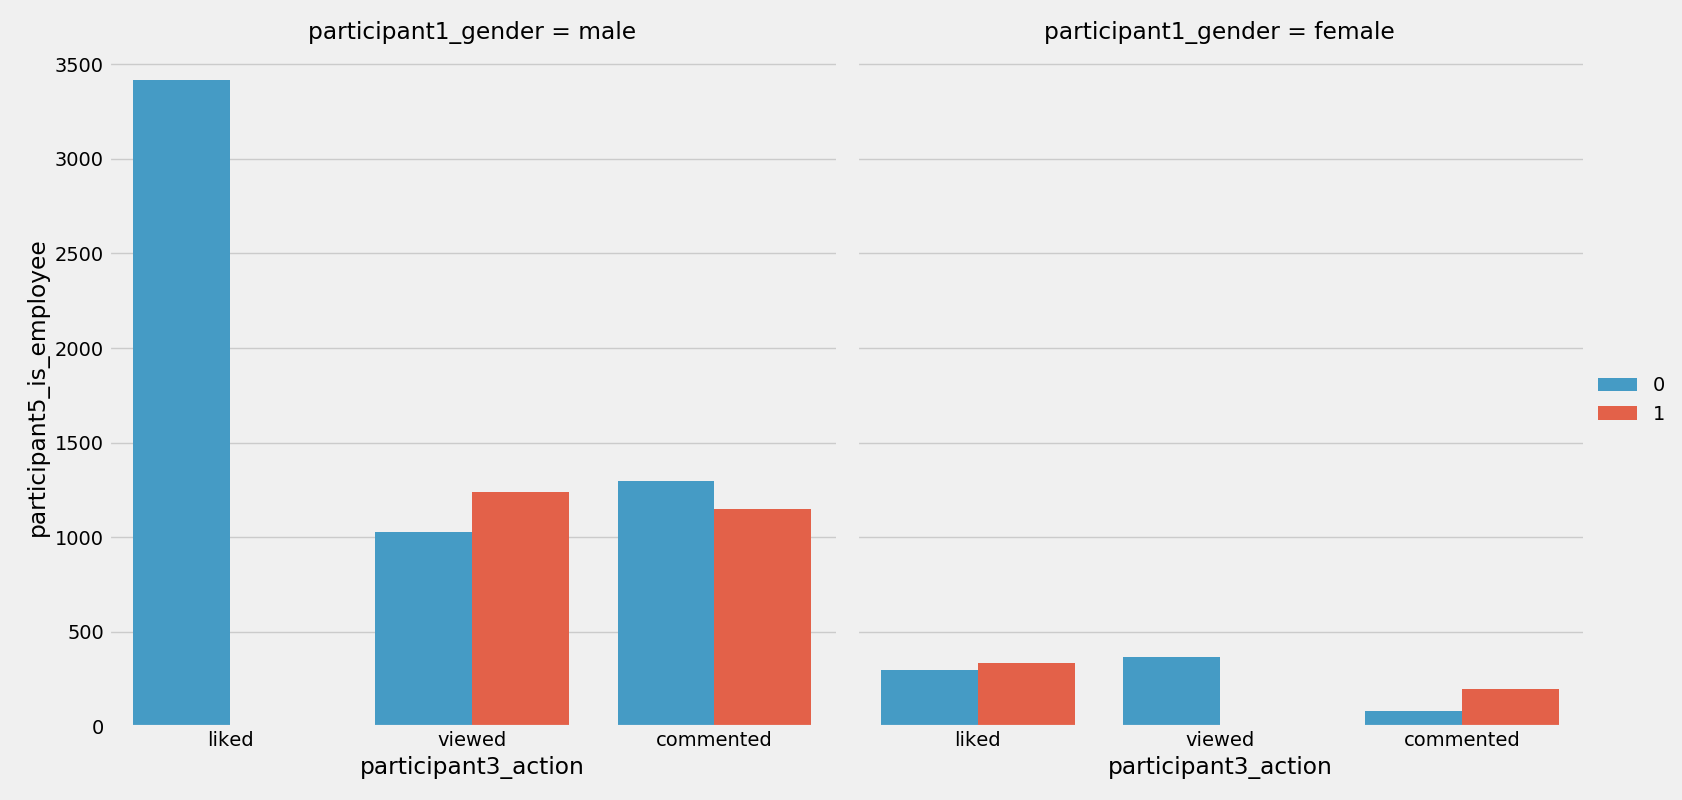 participant1_gender = male
participant1_gender = female
participant5_is_employee
3500
3000
2500
2000
1500
1000
500
0
liked
viewed
commented
liked
viewed
commented
participant3_action
participant3_action
0
1